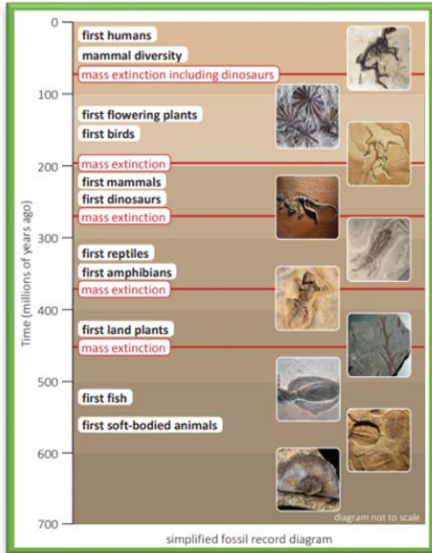 0
first humans
mammal diversity
mass extinction including dinosaurs
100
first flowering plants
first birds
mass extinction
200
first mammals
first dinosaurs
mass extinction
300
first reptiles
first amphibians
mass extinction
400
first land plants
mass extinction
500
first fish
first soft-bodied animals
600
700
Time (millions of years ago)
diagram not to scale
simplified fossil record diagram